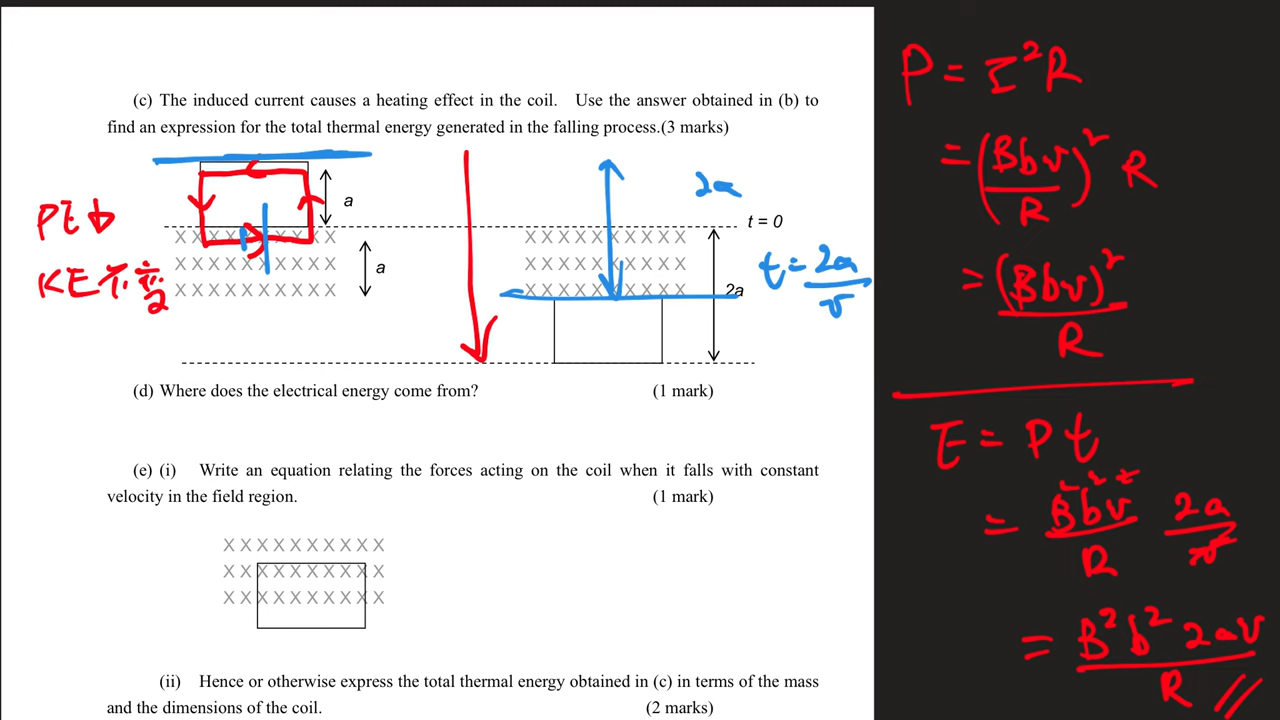 (c) The induced current causes a heating effect in the coil. Use the answer obtained in (b) to
find an expression for the total thermal energy generated in the falling process.(3 marks)
a
2a
t = 0
X X X X X X X X X X
X X X X X X X X X X
X X X X X X X X X X
a
X X X X X X X X X X
X X X X X X X X X X
X X X X X X X X X X
2a
t = 2a/v
PE
KE不
(d) Where does the electrical energy come from? (1 mark)
(e) (i) Write an equation relating the forces acting on the coil when it falls with constant
velocity in the field region. (1 mark)
X X X X X X X X X X
X X X X X X X X X X
X X X X X X X X X X
(ii) Hence or otherwise express the total thermal energy obtained in (c) in terms of the mass
and the dimensions of the coil. (2 marks)
P = I²R
= (Bbv/R)² R
= (Bbv)²/R
E = Pt
= B²b²v²/R 2a/v
= B²b² 2av/R //